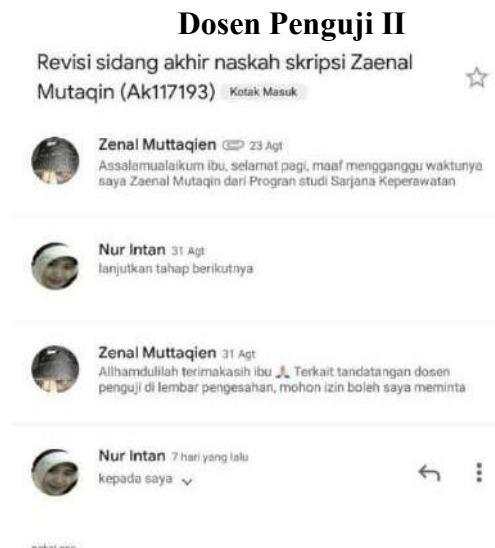 Dosen Penguji II
Revisi sidang akhir naskah skripsi Zaenal
Mutaqin (Ak117193) Kotak Masuk
Zenal Muttaqien 23 Agt
Assalamualaikum ibu, selamat pagi, maaf mengganggu waktunya
saya Zaenal Mutaqin dari Progran studi Sarjana Keperawatan
Nur Intan 31 Agt
lanjutkan tahap berikutnya
Zenal Muttaqien 31 Agt
Allhamdulilah terimakasih ibu 🙏 Terkait tandatangan dosen
penguji di lembar pengesahan, mohon izin boleh saya meminta
Nur Intan 7 hari yang lalu
kepada saya